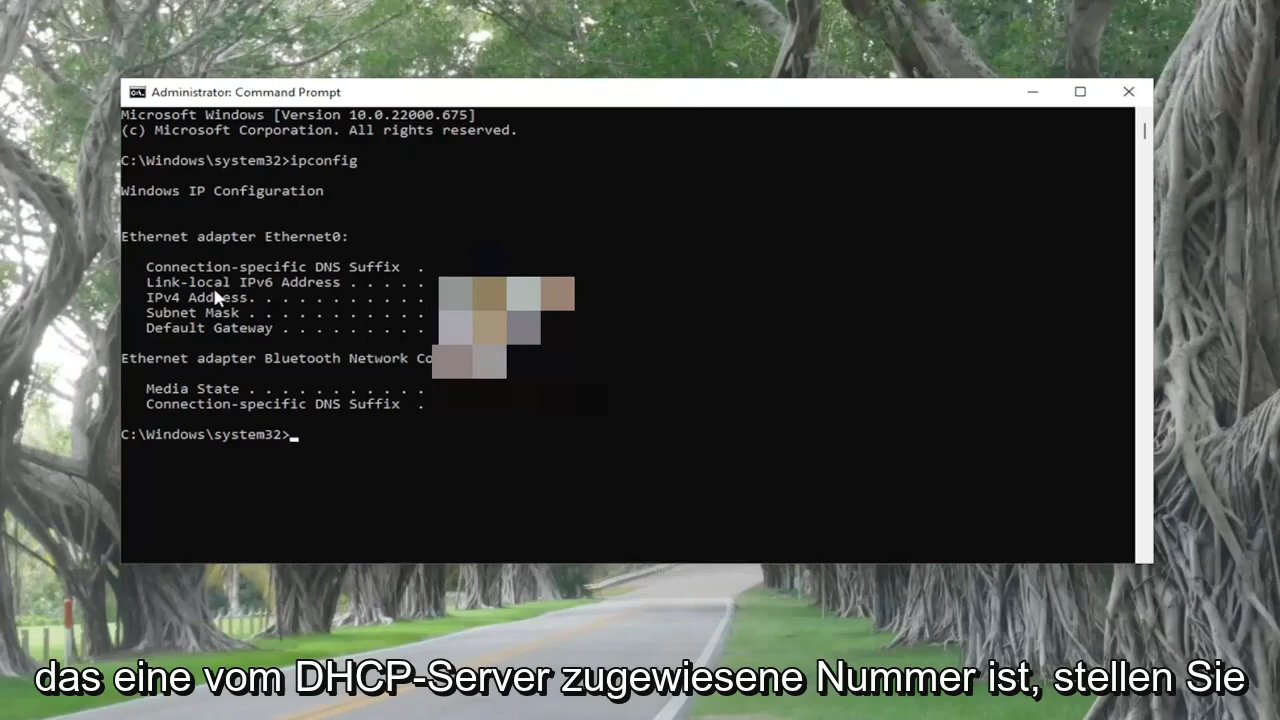 Administrator: Command Prompt
Microsoft Windows [Version 10.0.22000.675]
(c) Microsoft Corporation. All rights reserved.
C:\Windows\system32>ipconfig
Windows IP Configuration
Ethernet adapter Ethernet0:
Connection-specific DNS Suffix  .
Link-local IPv6 Address . . . . .
IPv4 Address. . . . . . . . . . .
Subnet Mask . . . . . . . . . . .
Default Gateway . . . . . . . . .
Ethernet adapter Bluetooth Network Co
Media State . . . . . . . . . . .
Connection-specific DNS Suffix  .
C:\Windows\system32>
das eine vom DHCP-Server zugewiesene Nummer ist, stellen Sie